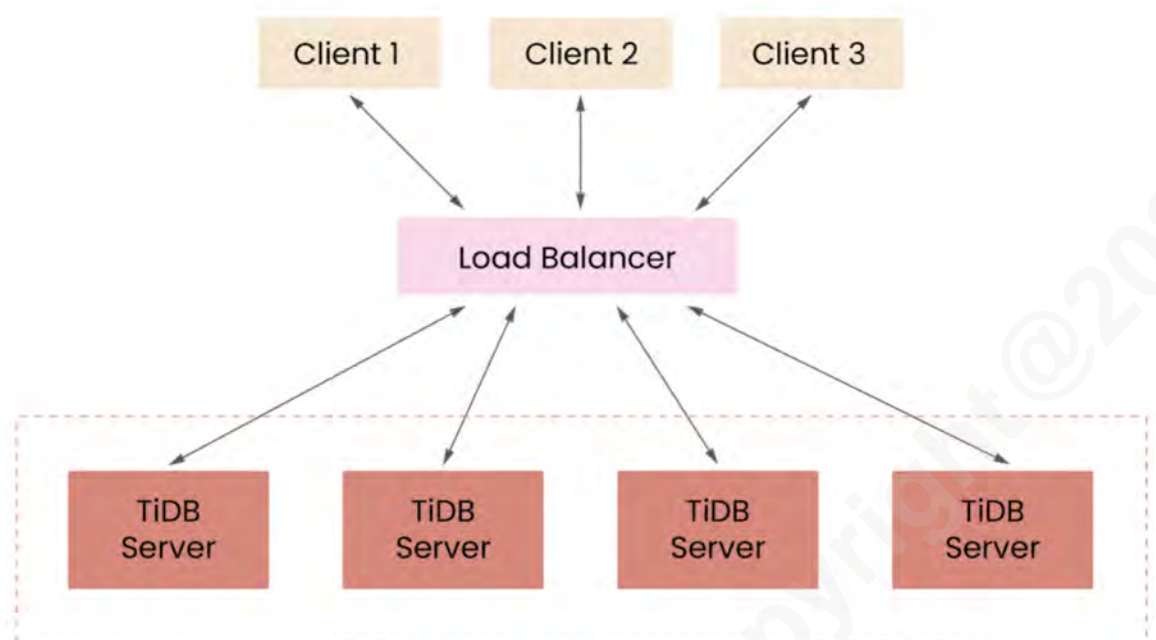 Client 1
Client 2
Client 3
Load Balancer
TiDB
Server
TiDB
Server
TiDB
Server
TiDB
Server